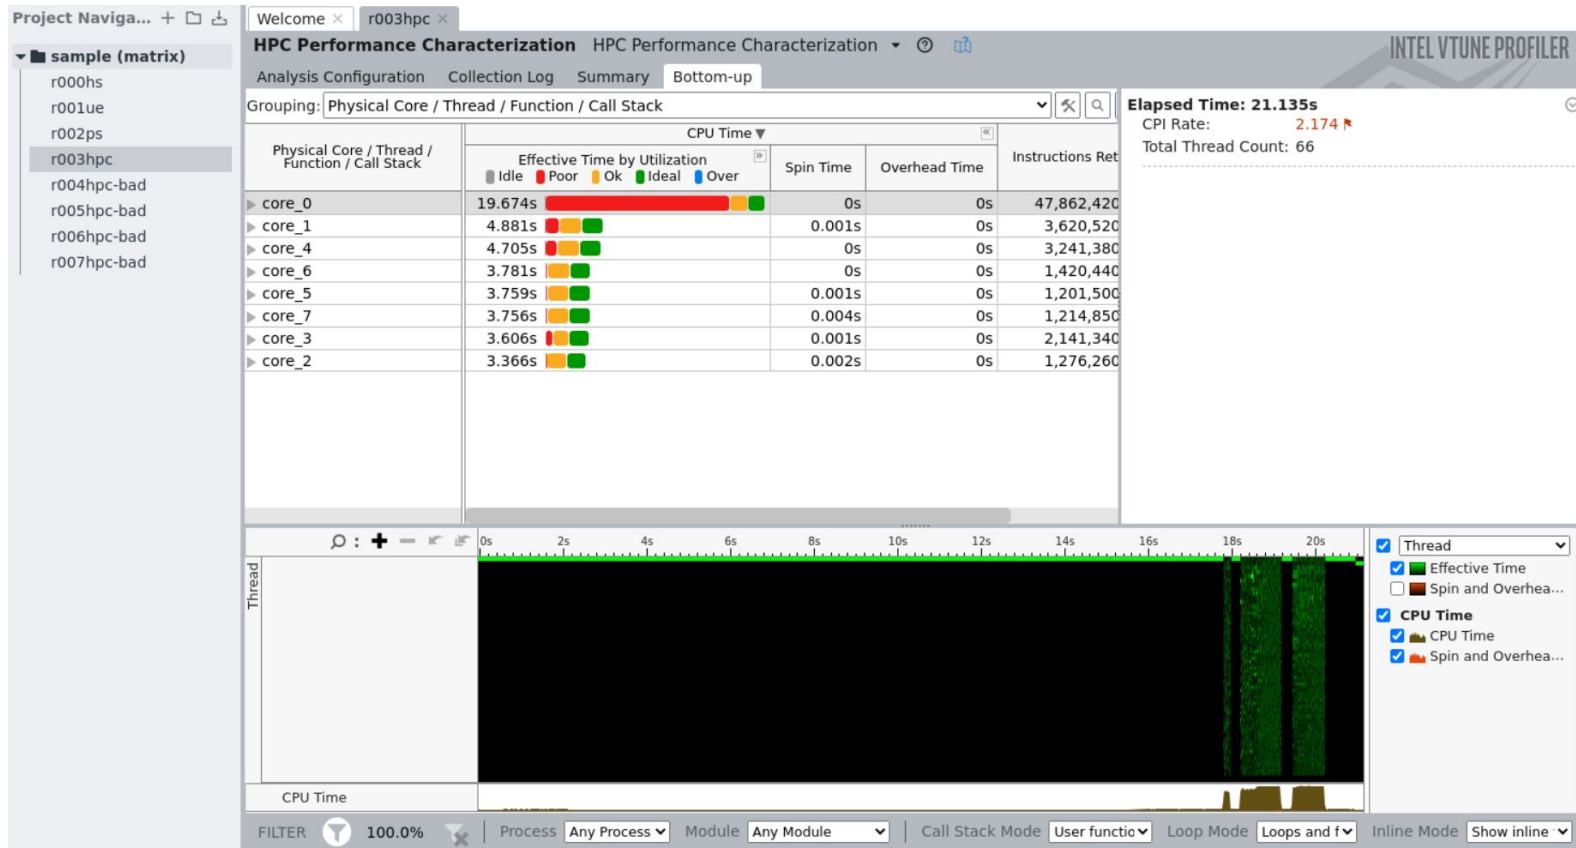 Project Naviga...
sample (matrix)
r000hs
r001ue
r002ps
r003hpc
r004hpc-bad
r005hpc-bad
r006hpc-bad
r007hpc-bad
Welcome
r003hpc
HPC Performance Characterization HPC Performance Characterization
INTEL VTUNE PROFILER
Analysis Configuration Collection Log Summary Bottom-up
Grouping: Physical Core / Thread / Function / Call Stack
Physical Core / Thread /
Function / Call Stack
CPU Time
Effective Time by Utilization
Idle Poor Ok Ideal Over
Spin Time
Overhead Time
Instructions Ret
core_0 19.674s 0s 0s 47,862,420
core_1 4.881s 0.001s 0s 3,620,520
core_4 4.705s 0s 0s 3,241,380
core_6 3.781s 0s 0s 1,420,440
core_5 3.759s 0.001s 0s 1,201,500
core_7 3.756s 0.004s 0s 1,214,850
core_3 3.606s 0.001s 0s 2,141,340
core_2 3.366s 0.002s 0s 1,276,260
Elapsed Time: 21.135s
CPI Rate: 2.174
Total Thread Count: 66
0s 2s 4s 6s 8s 10s 12s 14s 16s 18s 20s
Thread
CPU Time
Thread
Effective Time
Spin and Overhea...
CPU Time
CPU Time
Spin and Overhea...
FILTER 100.0% Process Any Process Module Any Module Call Stack Mode User functio Loop Mode Loops and f Inline Mode Show inline